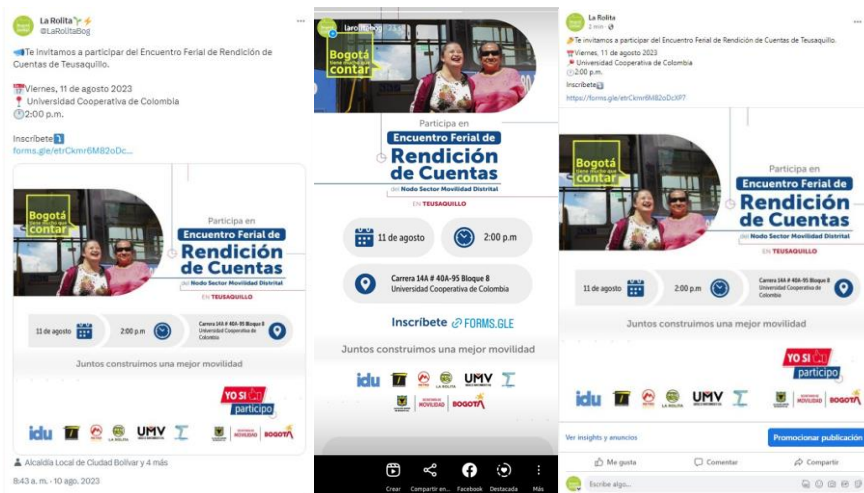 La Rolita
@LaRolitaBog
Te invitamos a participar del Encuentro Ferial de Rendición de
Cuentas de Teusaquillo.
Viernes, 11 de agosto 2023
Universidad Cooperativa de Colombia
2:00 p.m.
Inscríbete
forms.gle/etrCkmr6M82oDc...
Bogotá
tiene mucho que
contar
Participa en
Encuentro Ferial de
Rendición
de Cuentas
del Nodo Sector Movilidad Distrital
EN TEUSAQUILLO
11 de agosto
2:00 p.m
Carrera 14A # 40A-95 Bloque 8
Universidad Cooperativa de
Colombia
Juntos construimos una mejor movilidad
YO SI
participo
idu
LA ROLITA
UMV
MOVILIDAD
BOGOTÁ
Alcaldía Local de Ciudad Bolívar y 4 más
8:43 a. m. · 10 ago. 2023
larolitabog
Bogotá
tiene mucho que
contar
Participa en
Encuentro Ferial de
Rendición
de Cuentas
del Nodo Sector Movilidad Distrital
EN TEUSAQUILLO
11 de agosto
2:00 p.m
Carrera 14A # 40A-95 Bloque 8
Universidad Cooperativa de Colombia
Inscríbete FORMS.GLE
Juntos construimos una mejor movilidad
idu
LA ROLITA
UMV
MOVILIDAD
BOGOTÁ
Crear
Compartir en...
Facebook
Destacada
Más
La Rolita
2 min
Te invitamos a participar del Encuentro Ferial de Rendición de Cuentas de Teusaquillo.
Viernes, 11 de agosto 2023
Universidad Cooperativa de Colombia
2:00 p.m.
Inscríbete
https://forms.gle/etrCkmr6M82oDcXP7
Bogotá
tiene mucho que
contar
Participa en
Encuentro Ferial de
Rendición
de Cuentas
del Nodo Sector Movilidad Distrital
EN TEUSAQUILLO
11 de agosto
2:00 p.m
Carrera 14A # 40A-95 Bloque 8
Universidad Cooperativa de
Colombia
Juntos construimos una mejor movilidad
YO SI
participo
idu
LA ROLITA
UMV
MOVILIDAD
BOGOTÁ
Ver insights y anuncios
Promocionar publicación
Me gusta
Comentar
Compartir
Escribe algo...